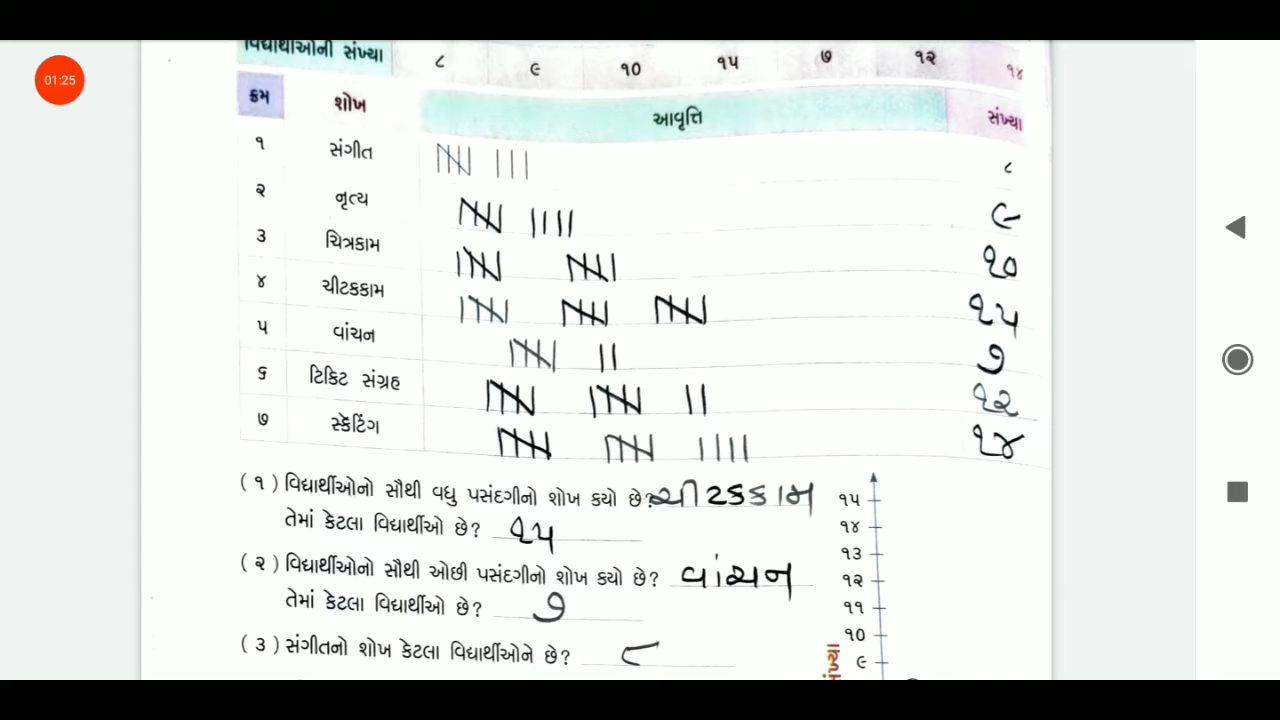 01:25
વિદ્યાર્થીઓની સંખ્યા ૮ ૯ ૧૦ ૧૫ ૭ ૧૨ ૧૪
ક્રમ શોખ આવૃત્તિ સંખ્યા
૧ સંગીત ૮
૨ નૃત્ય ૯
૩ ચિત્રકામ ૧૦
૪ ચીટકકામ ૧૫
૫ વાંચન ૭
૬ ટિકિટ સંગ્રહ ૧૨
૭ સ્કેટિંગ ૧૪
(૧) વિદ્યાર્થીઓનો સૌથી વધુ પસંદગીનો શોખ કયો છે? ચીટકકામ
તેમાં કેટલા વિદ્યાર્થીઓ છે? ૧૫
(૨) વિદ્યાર્થીઓનો સૌથી ઓછી પસંદગીનો શોખ કયો છે? વાંચન
તેમાં કેટલા વિદ્યાર્થીઓ છે? ૭
(૩) સંગીતનો શોખ કેટલા વિદ્યાર્થીઓને છે? ૮
૧૫
૧૪
૧૩
૧૨
૧૧
૧૦
૯